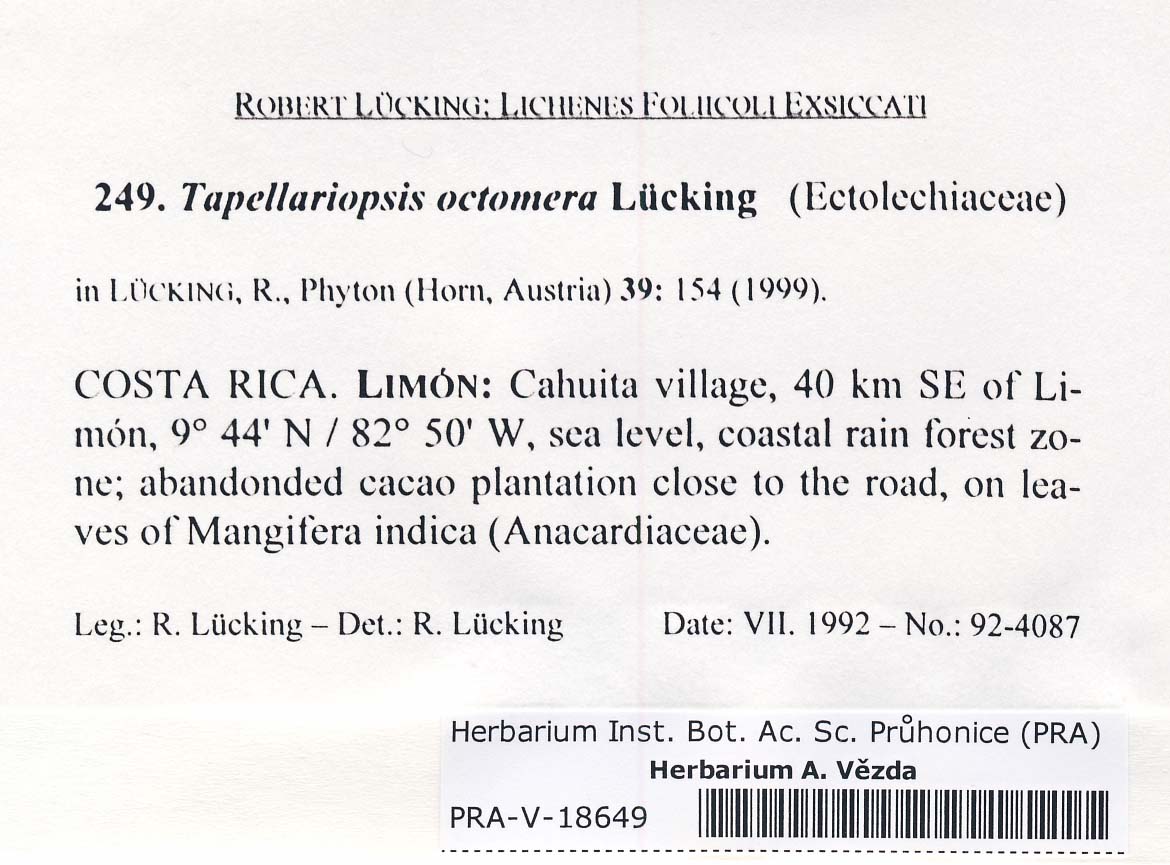 ROBERT LÜCKING: LICHENES FOLIICOLI EXSICCATI
249. Tapellariopsis octomera Lücking (Ectolechiaceae)
in LÜCKING, R., Phyton (Horn, Austria) 39: 154 (1999).
COSTA RICA. LIMÓN: Cahuita village, 40 km SE of Li-
món, 9° 44' N / 82° 50' W, sea level, coastal rain forest zo-
ne; abandonded cacao plantation close to the road, on lea-
ves of Mangifera indica (Anacardiaceae).
Leg.: R. Lücking – Det.: R. Lücking Date: VII. 1992 – No.: 92-4087
Herbarium Inst. Bot. Ac. Sc. Průhonice (PRA)
Herbarium A. Vězda
PRA-V-18649